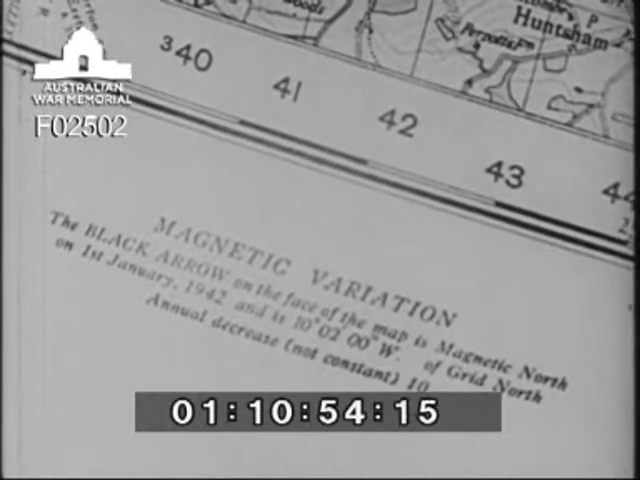 Huntsham
³40 41 42 43 44
AUSTRALIAN
WAR MEMORIAL
F02502
MAGNETIC VARIATION
The BLACK ARROW on the face of the map is Magnetic North
on 1st January, 1942 and is 10°02'00"W. of Grid North
Annual decrease (not constant) 10
01:10:54:15